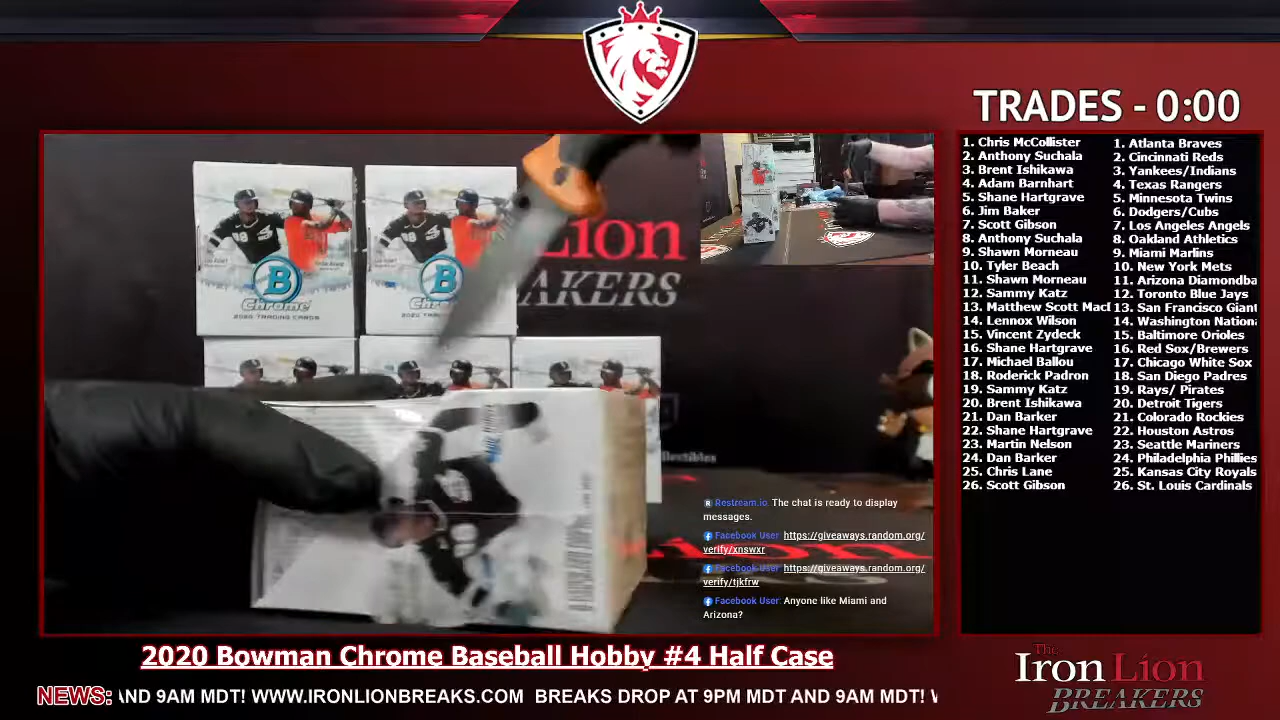 TRADES - 0:00
1. Chris McCollister
2. Anthony Suchala
3. Brent Ishikawa
4. Adam Barnhart
5. Shane Hartgrave
6. Jim Baker
7. Scott Gibson
8. Anthony Suchala
9. Shawn Morneau
10. Tyler Beach
11. Shawn Morneau
12. Sammy Katz
13. Matthew Scott Macf
14. Lennox Wilson
15. Vincent Zydeck
16. Shane Hartgrave
17. Michael Ballou
18. Roderick Padron
19. Sammy Katz
20. Brent Ishikawa
21. Dan Barker
22. Shane Hartgrave
23. Martin Nelson
24. Dan Barker
25. Chris Lane
26. Scott Gibson
1. Atlanta Braves
2. Cincinnati Reds
3. Yankees/Indians
4. Texas Rangers
5. Minnesota Twins
6. Dodgers/Cubs
7. Los Angeles Angels
8. Oakland Athletics
9. Miami Marlins
10. New York Mets
11. Arizona Diamondba
12. Toronto Blue Jays
13. San Francisco Giant
14. Washington Nationa
15. Baltimore Orioles
16. Red Sox/Brewers
17. Chicago White Sox
18. San Diego Padres
19. Rays/ Pirates
20. Detroit Tigers
21. Colorado Rockies
22. Houston Astros
23. Seattle Mariners
24. Philadelphia Phillies
25. Kansas City Royals
26. St. Louis Cardinals
Lion
AKERS
B
Chrome
2020 TRADING CARDS
B
Chr
Restream.io: The chat is ready to display
messages.
Facebook User: https://giveaways.random.org/
verify/xnswxr
Facebook User: https://giveaways.random.org/
verify/tjkfrw
Facebook User: Anyone like Miami and
Arizona?
2020 Bowman Chrome Baseball Hobby #4 Half Case
NEWS: AND 9AM MDT! WWW.IRONLIONBREAKS.COM BREAKS DROP AT 9PM MDT AND 9AM MDT!
The
Iron Lion
BREAKERS